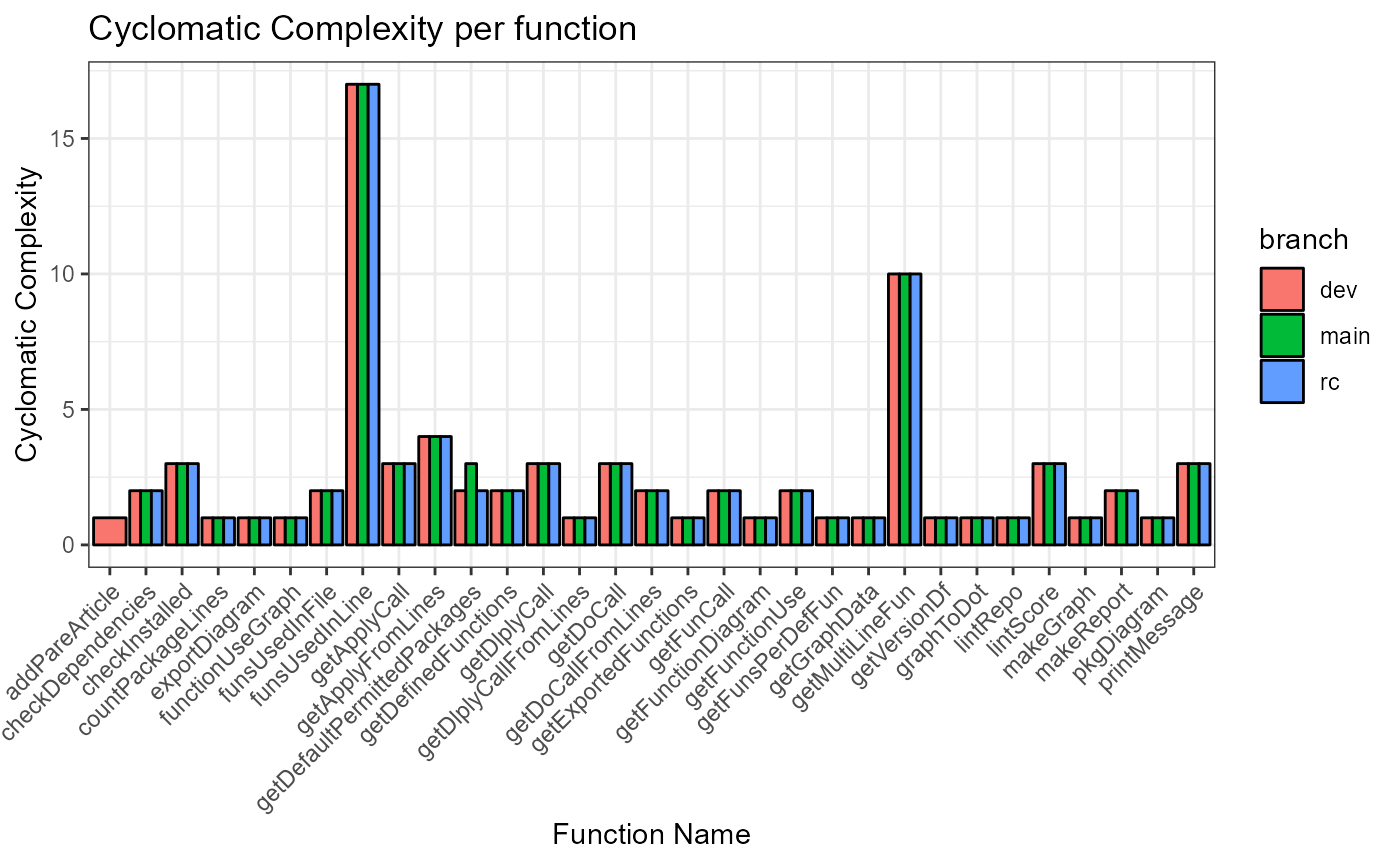 Cyclomatic Complexity per function
Cyclomatic Complexity
15
10
5
0
addPareArticle
checkDependencies
checkInstalled
countPackageLines
exportDiagram
functionUseGraph
funsUsedInFile
funsUsedInLine
getApplyCall
getApplyFromLines
getDefaultPermittedPackages
getDefinedFunctions
getDlplyCall
getDlplyCallFromLines
getDoCall
getDoCallFromLines
getExportedFunctions
getFunCall
getFunctionDiagram
getFunctionUse
getFunsPerDefFun
getGraphData
getMultiLineFun
getVersionDf
graphToDot
lintRepo
lintScore
makeGraph
makeReport
pkgDiagram
printMessage
Function Name
branch
dev
main
rc